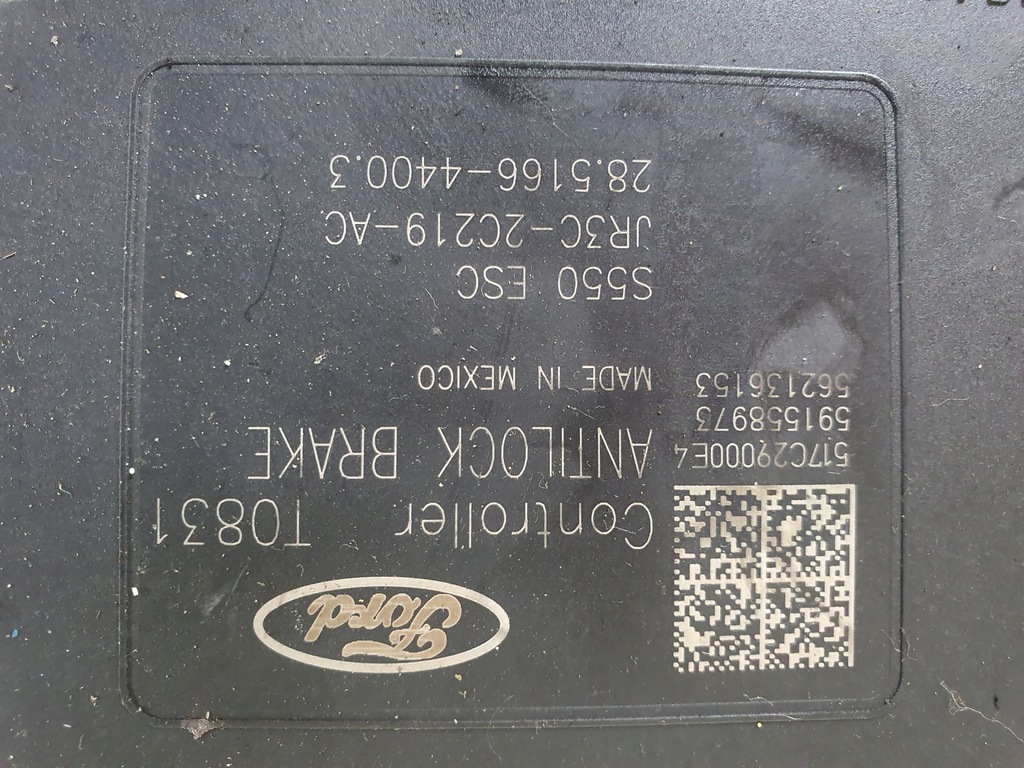 Ford
Controller T0831
ANTILOCK BRAKE
MADE IN MEXICO
S550 ESC
JR3C-2C219-AC
28.5166-4400.3
517C29000E4
591558973
562136153